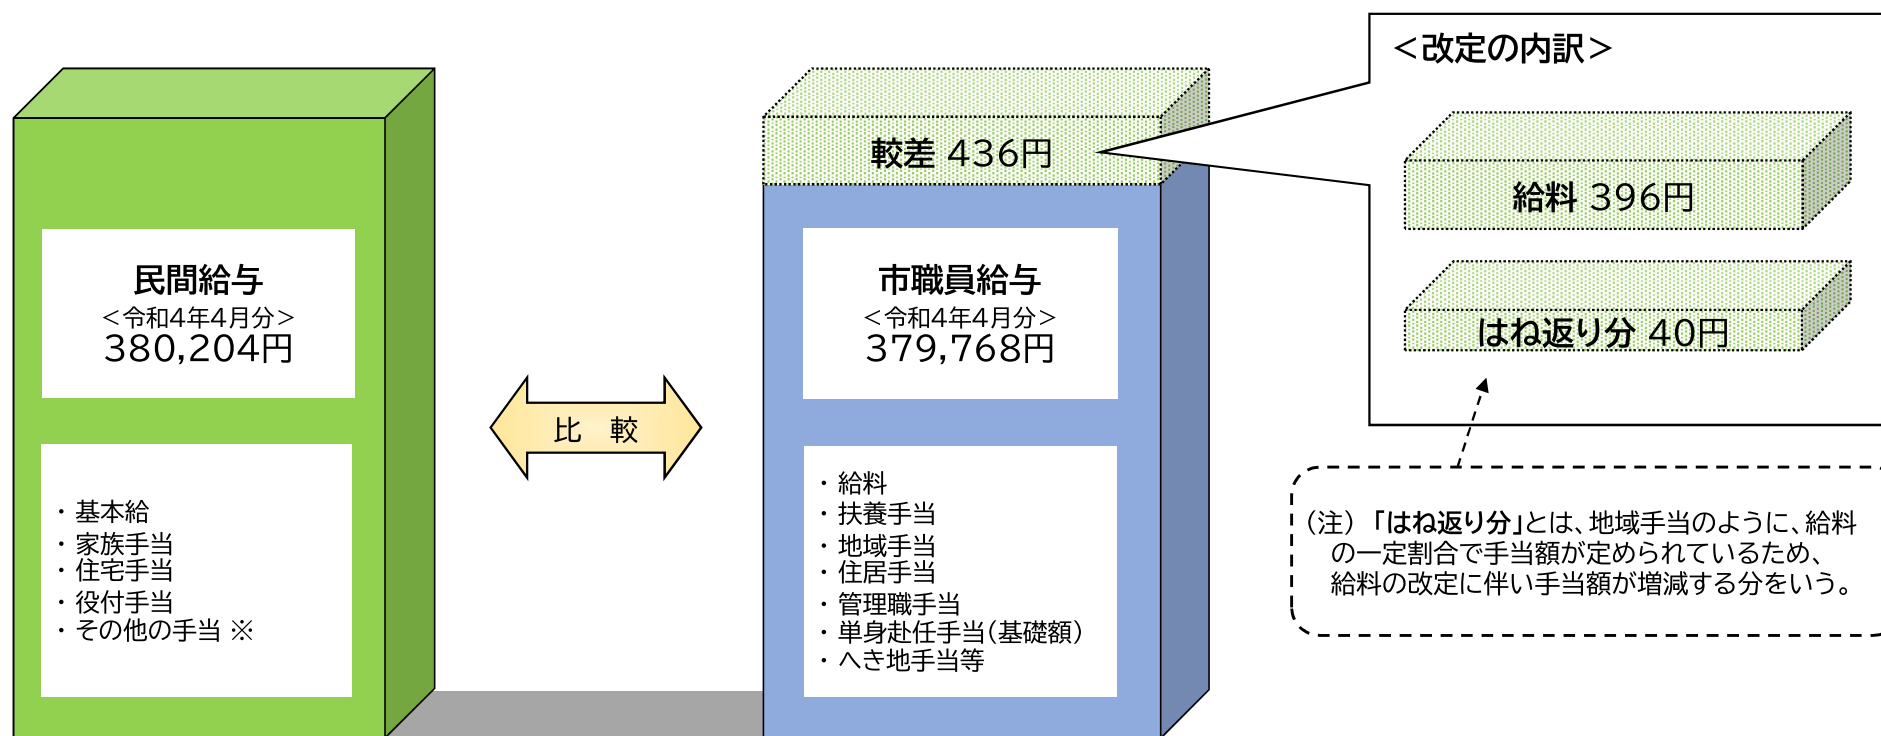 民間給与
＜令和4年4月分＞
380,204円
・基本給
・家族手当
・住宅手当
・役付手当
・その他の手当 ※
比　較
較差 436円
市職員給与
＜令和4年4月分＞
379,768円
・給料
・扶養手当
・地域手当
・住居手当
・管理職手当
・単身赴任手当（基礎額）
・へき地手当等
＜改定の内訳＞
給料 396円
はね返り分 40円
（注）「はね返り分」とは、地域手当のように、給料
の一定割合で手当額が定められているため、
給料の改定に伴い手当額が増減する分をいう。